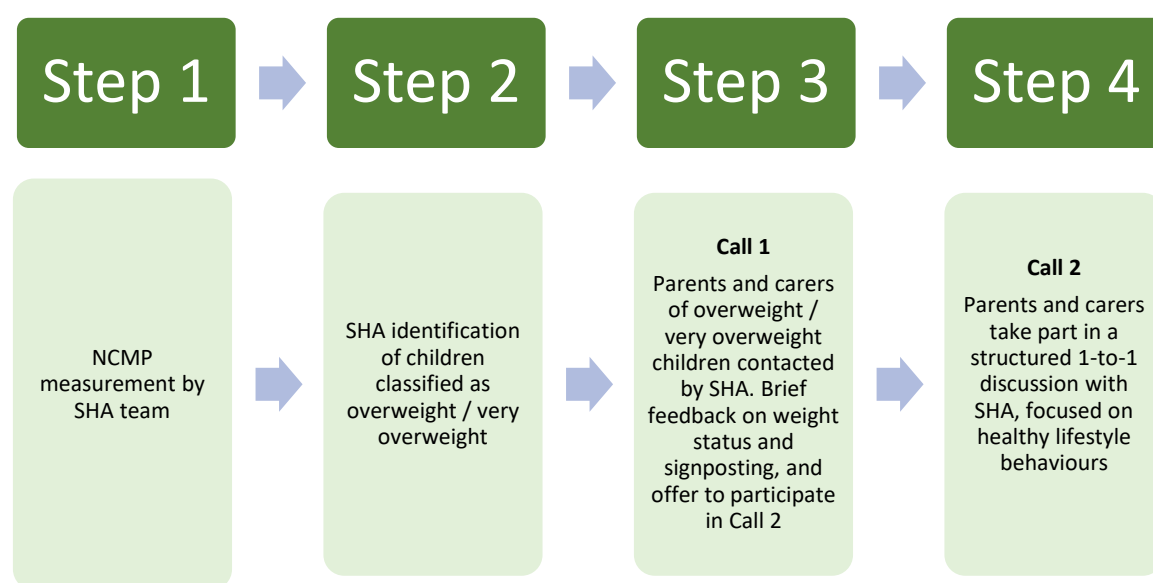 Step 1
Step 2
Step 3
Step 4
NCMP
measurement by
SHA team
SHA identification
of children
classified as
overweight / very
overweight
Call 1
Parents and carers
of overweight /
very overweight
children contacted
by SHA. Brief
feedback on weight
status and
signposting, and
offer to participate
in Call 2
Call 2
Parents and carers
take part in a
structured 1-to-1
discussion with
SHA, focused on
healthy lifestyle
behaviours